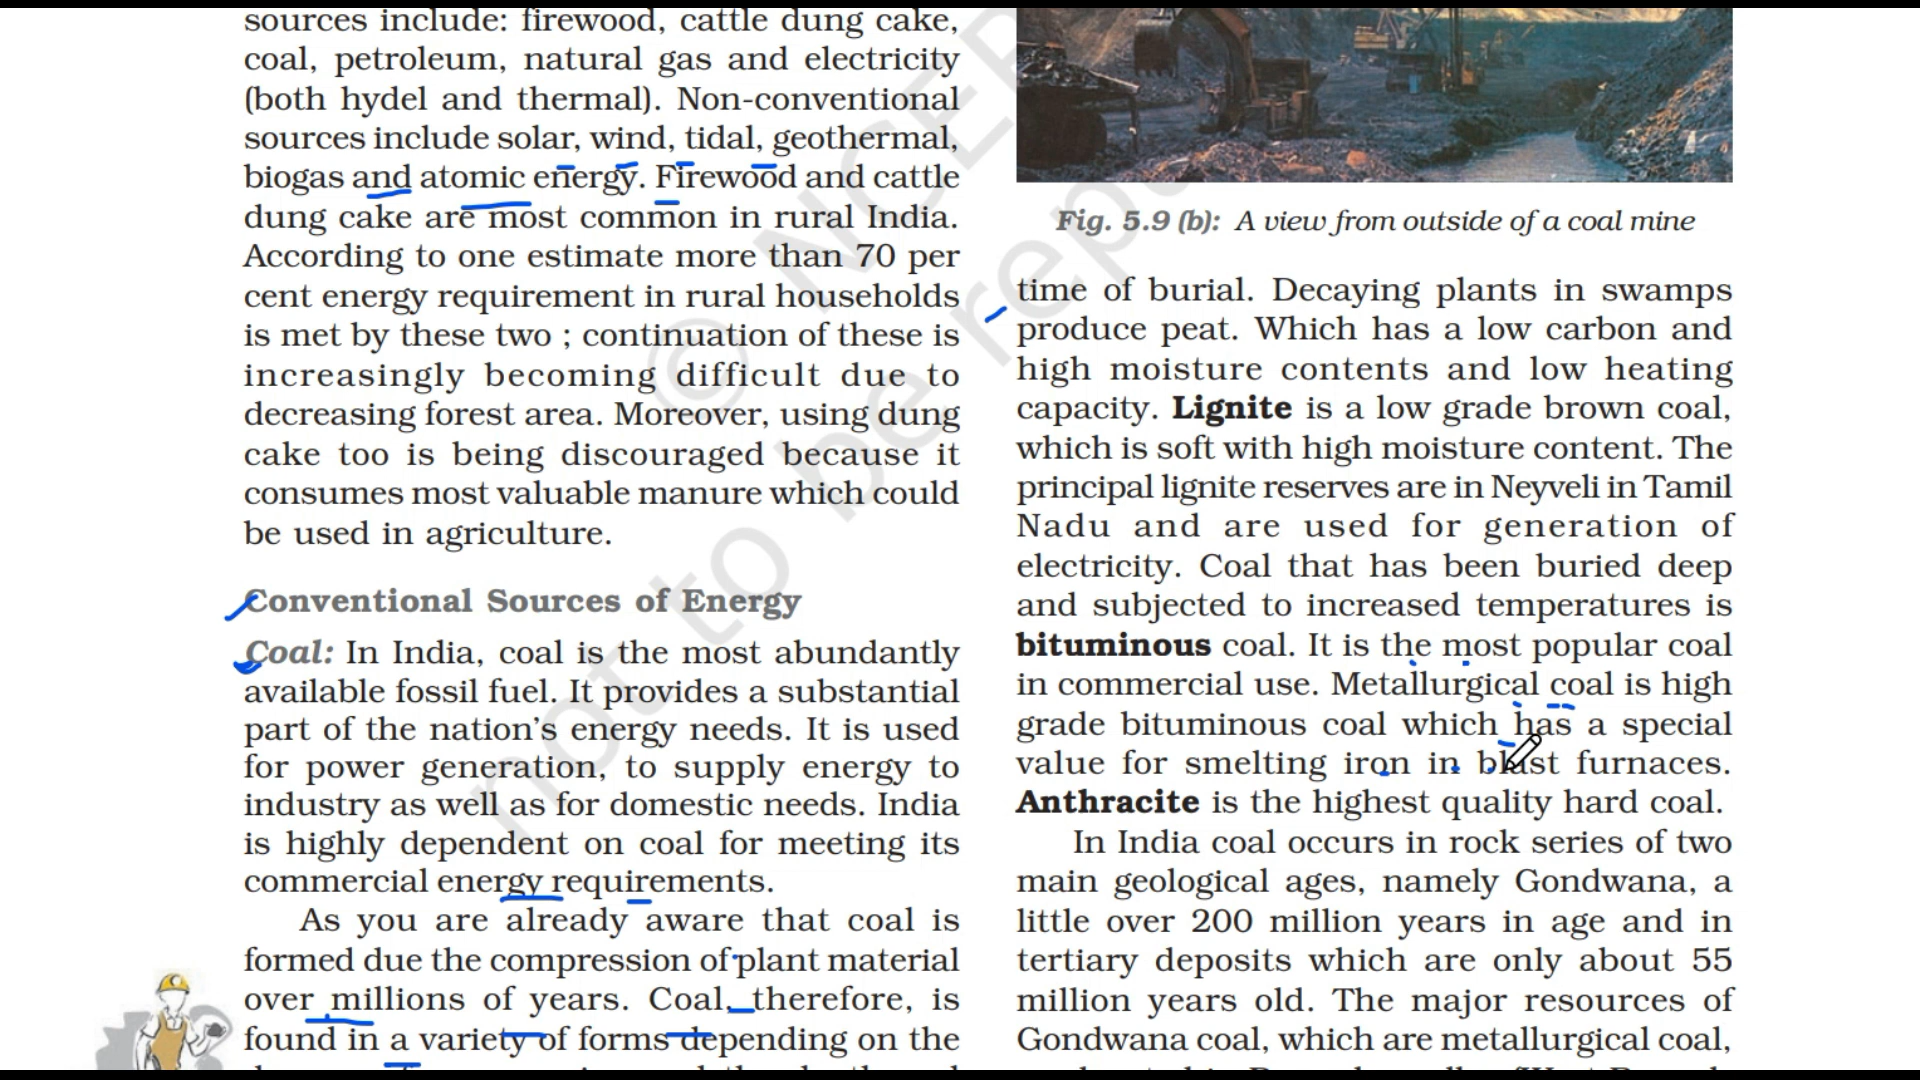 sources include: firewood, cattle dung cake,
coal, petroleum, natural gas and electricity
(both hydel and thermal). Non-conventional
sources include solar, wind, tidal, geothermal,
biogas and atomic energy. Firewood and cattle
dung cake are most common in rural India.
According to one estimate more than 70 per
cent energy requirement in rural households
is met by these two ; continuation of these is
increasingly becoming difficult due to
decreasing forest area. Moreover, using dung
cake too is being discouraged because it
consumes most valuable manure which could
be used in agriculture.
Conventional Sources of Energy
Coal: In India, coal is the most abundantly
available fossil fuel. It provides a substantial
part of the nation's energy needs. It is used
for power generation, to supply energy to
industry as well as for domestic needs. India
is highly dependent on coal for meeting its
commercial energy requirements.
As you are already aware that coal is
formed due the compression of plant material
over millions of years. Coal, therefore, is
found in a variety of forms depending on the
Fig. 5.9 (b): A view from outside of a coal mine
time of burial. Decaying plants in swamps
produce peat. Which has a low carbon and
high moisture contents and low heating
capacity. Lignite is a low grade brown coal,
which is soft with high moisture content. The
principal lignite reserves are in Neyveli in Tamil
Nadu and are used for generation of
electricity. Coal that has been buried deep
and subjected to increased temperatures is
bituminous coal. It is the most popular coal
in commercial use. Metallurgical coal is high
grade bituminous coal which has a special
value for smelting iron in blast furnaces.
Anthracite is the highest quality hard coal.
In India coal occurs in rock series of two
main geological ages, namely Gondwana, a
little over 200 million years in age and in
tertiary deposits which are only about 55
million years old. The major resources of
Gondwana coal, which are metallurgical coal,
© NCER
not to be rep